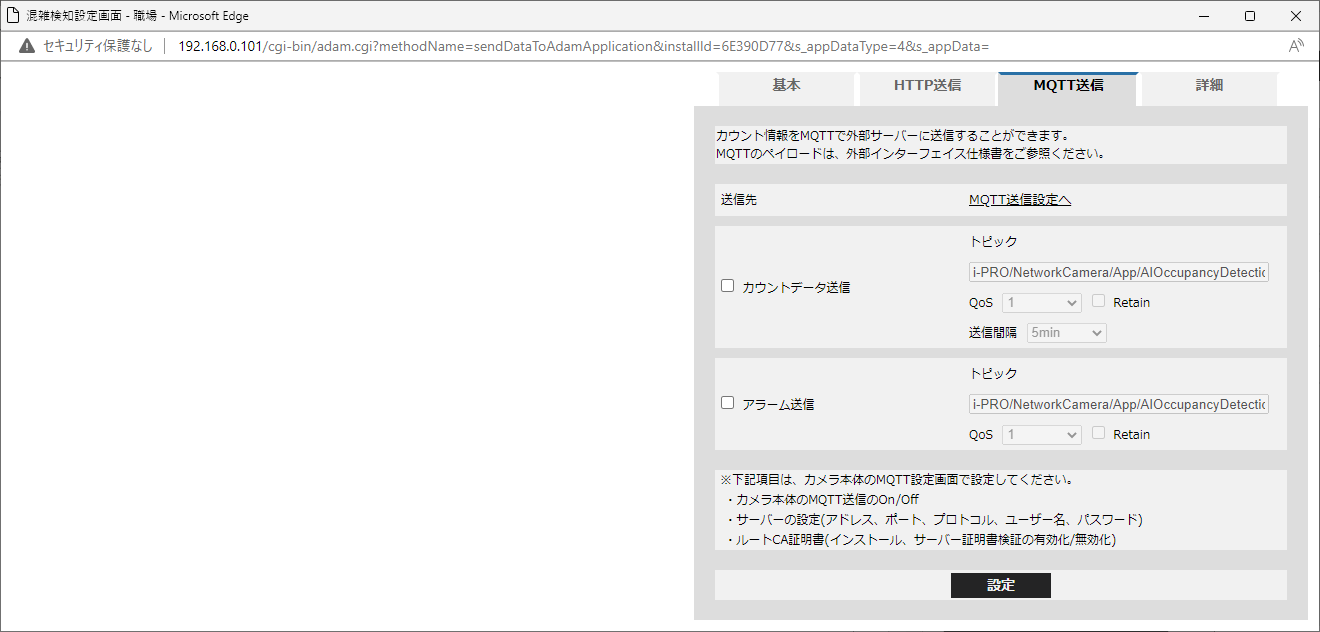 混雑検知設定画面 - 職場 - Microsoft Edge
セキュリティ保護なし 192.168.0.101/cgi-bin/adam.cgi?methodName=sendDataToAdamApplication&installId=6E390D77&s_appDataType=4&s_appData=
基本 HTTP送信 MQTT送信 詳細
カウント情報をMQTTで外部サーバーに送信することができます。
MQTTのペイロードは、外部インターフェイス仕様書をご参照ください。
送信先 MQTT送信設定へ
トピック
i-PRO/NetworkCamera/App/AIOccupancyDetectic
カウントデータ送信
QoS 1 Retain
送信間隔 5min
トピック
i-PRO/NetworkCamera/App/AIOccupancyDetectic
アラーム送信
QoS 1 Retain
※下記項目は、カメラ本体のMQTT設定画面で設定してください。
・カメラ本体のMQTT送信のOn/Off
・サーバーの設定(アドレス、ポート、プロトコル、ユーザー名、パスワード)
・ルートCA証明書(インストール、サーバー証明書検証の有効化/無効化)
設定